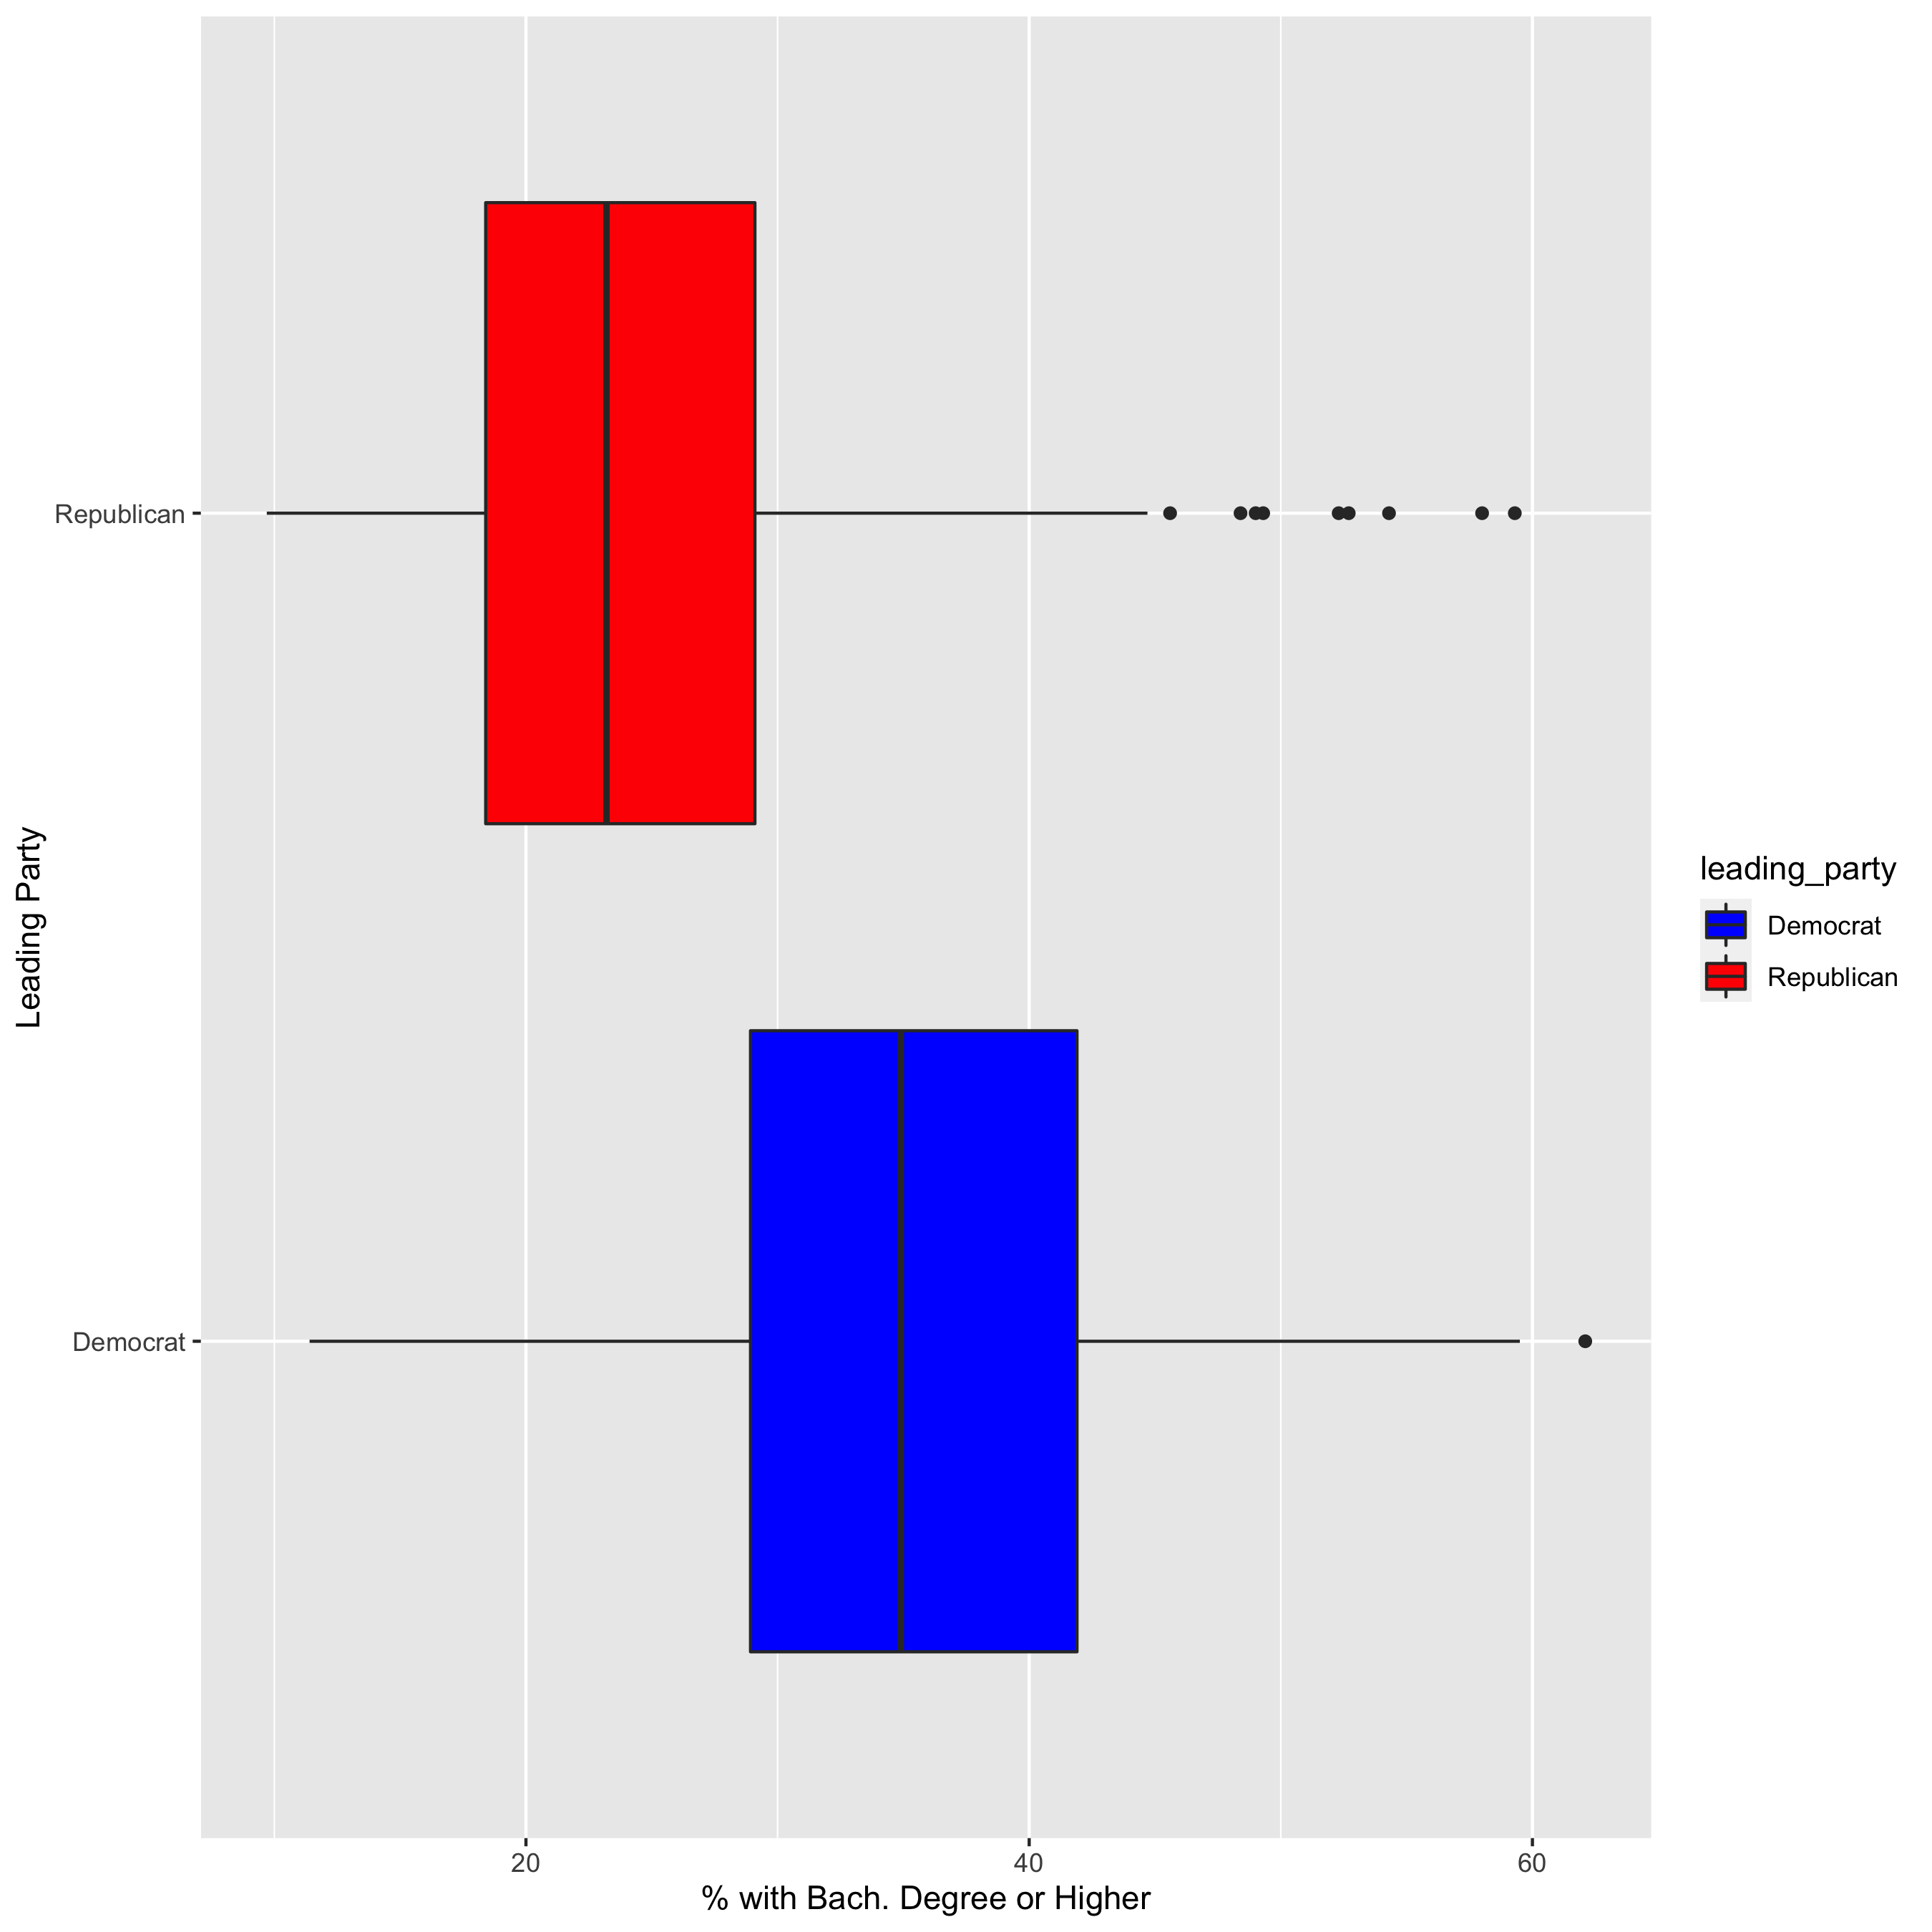 Leading Party
Republican
Democrat
20
40
60
% with Bach. Degree or Higher
leading_party
Democrat
Republican